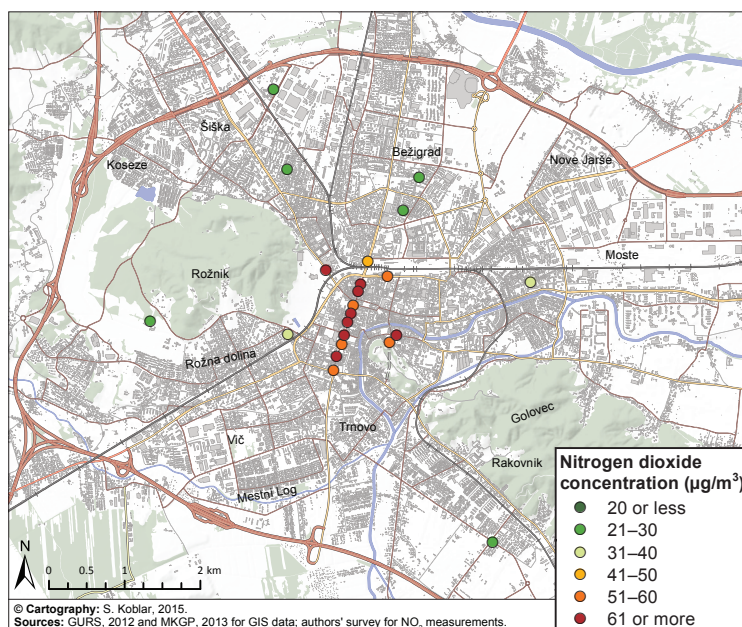 Šiška
Koseze
Bežigrad
Nove Jarše
Rožnik
Moste
Rožna dolina
Vič
Trnovo
Golovec
Rakovnik
Mestni Log
N
0 0.5 1 2 km
Nitrogen dioxide
concentration (µg/m³)
20 or less
21–30
31–40
41–50
51–60
61 or more
© Cartography: S. Koblar, 2015.
Sources: GURS, 2012 and MKGP, 2013 for GIS data; authors' survey for NO₂ measurements.